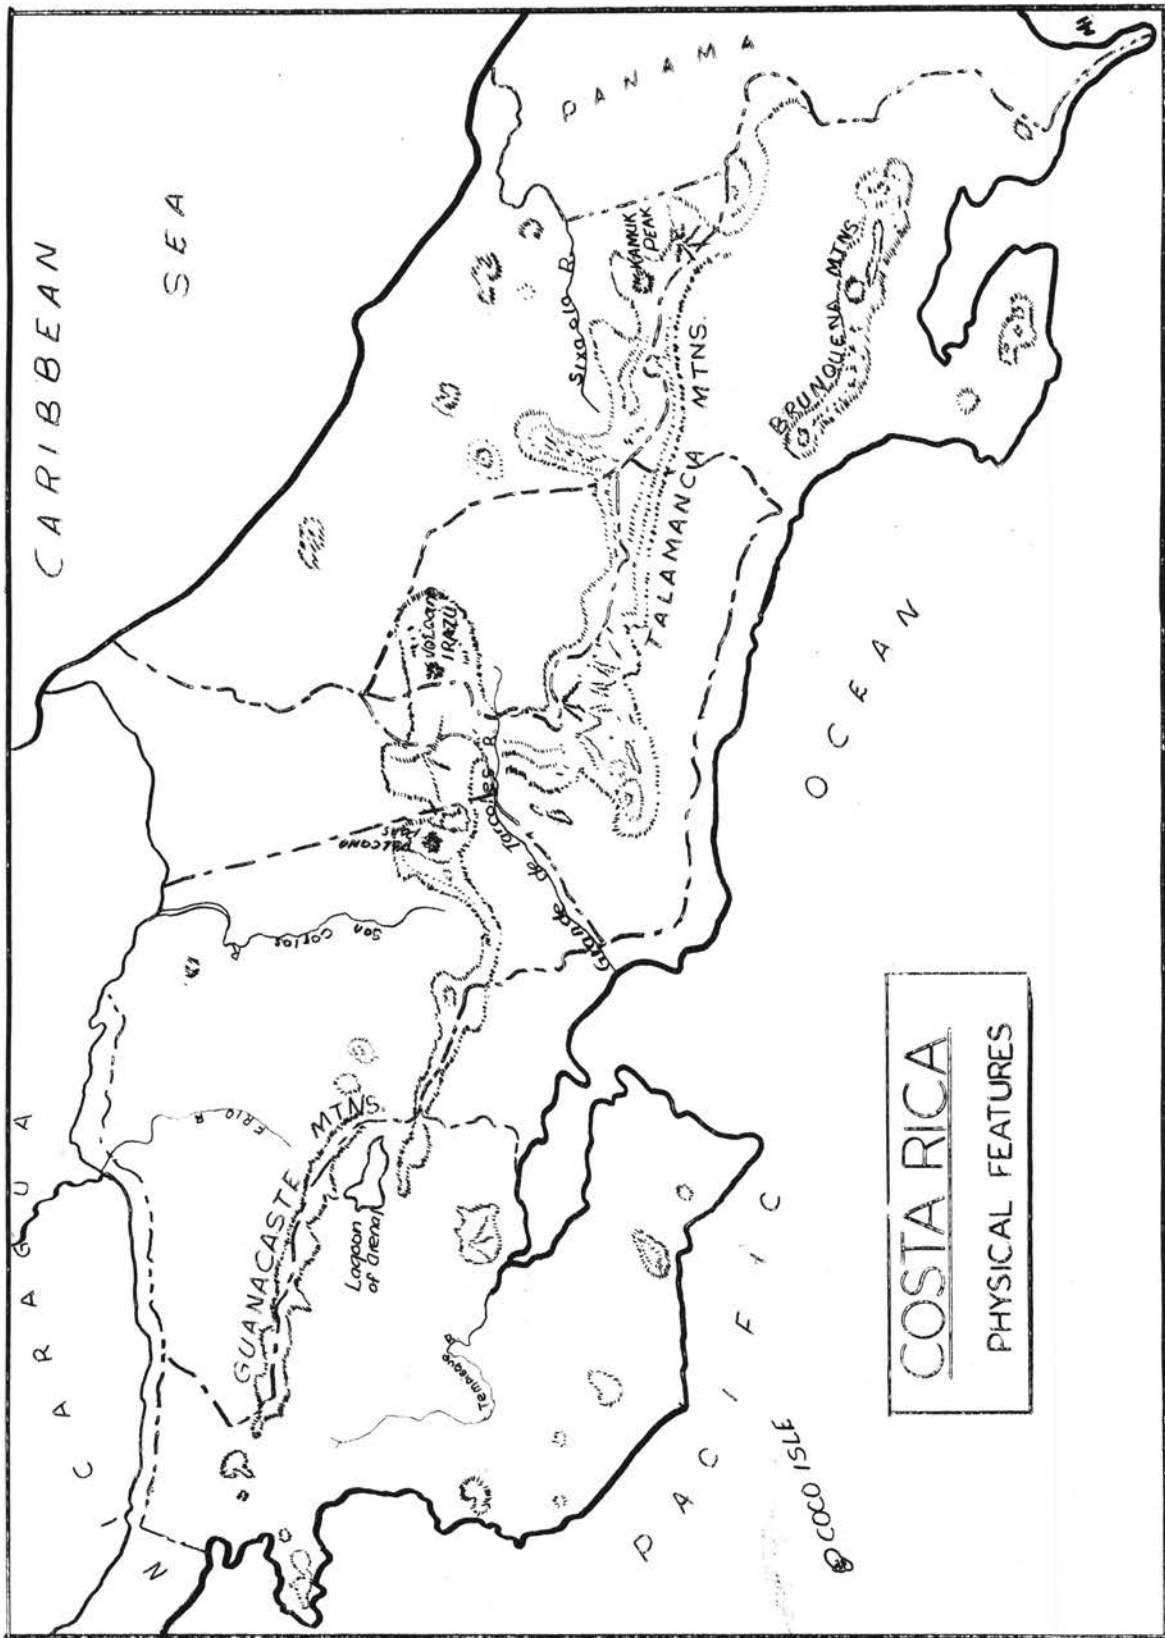 CARIBBEAN
SEA
NICARAGUA
PANAMA
GUANACASTE MTNS.
Lagoon
of Arenal
FRIO R
San Carlos R
Tempisque R
VOLCANO
POAS
VOLCANO
IRAZU
Grande de Tarcoles R
Sixaola R.
KAMUK
PEAK
TALAMANCA MTNS.
BRUNQUENA MTNS.
PACIFIC OCEAN
COCO ISLE
COSTA RICA
PHYSICAL FEATURES